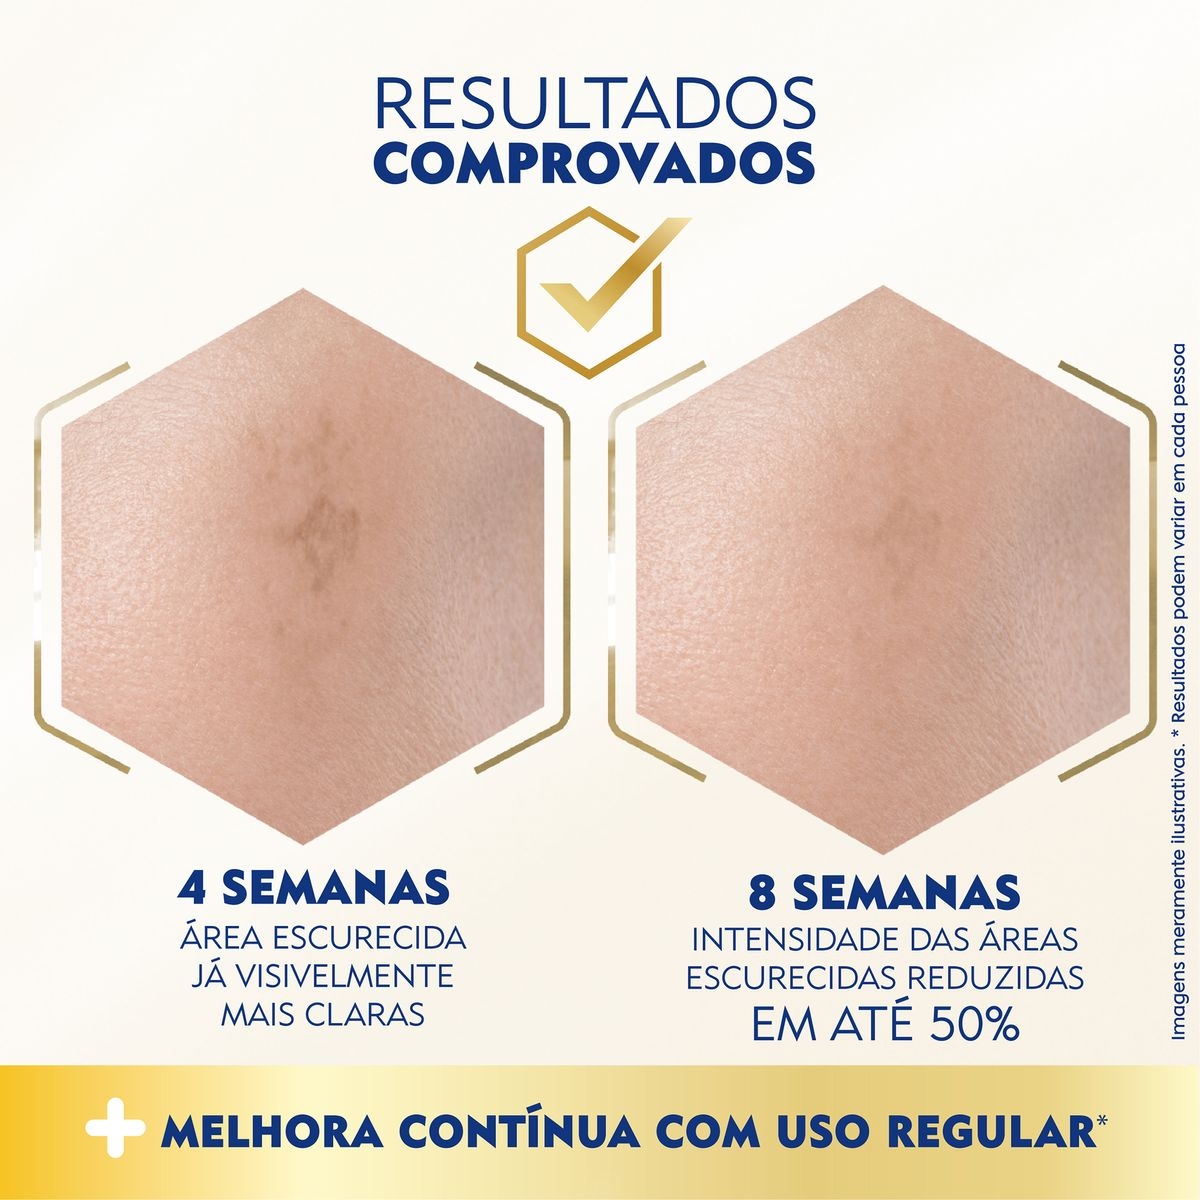 RESULTADOS
COMPROVADOS
4 SEMANAS
ÁREA ESCURECIDA
JÁ VISIVELMENTE
MAIS CLARAS
8 SEMANAS
INTENSIDADE DAS ÁREAS
ESCURECIDAS REDUZIDAS
EM ATÉ 50%
Imagens meramente ilustrativas. * Resultados podem variar em cada pessoa
+ MELHORA CONTÍNUA COM USO REGULAR*